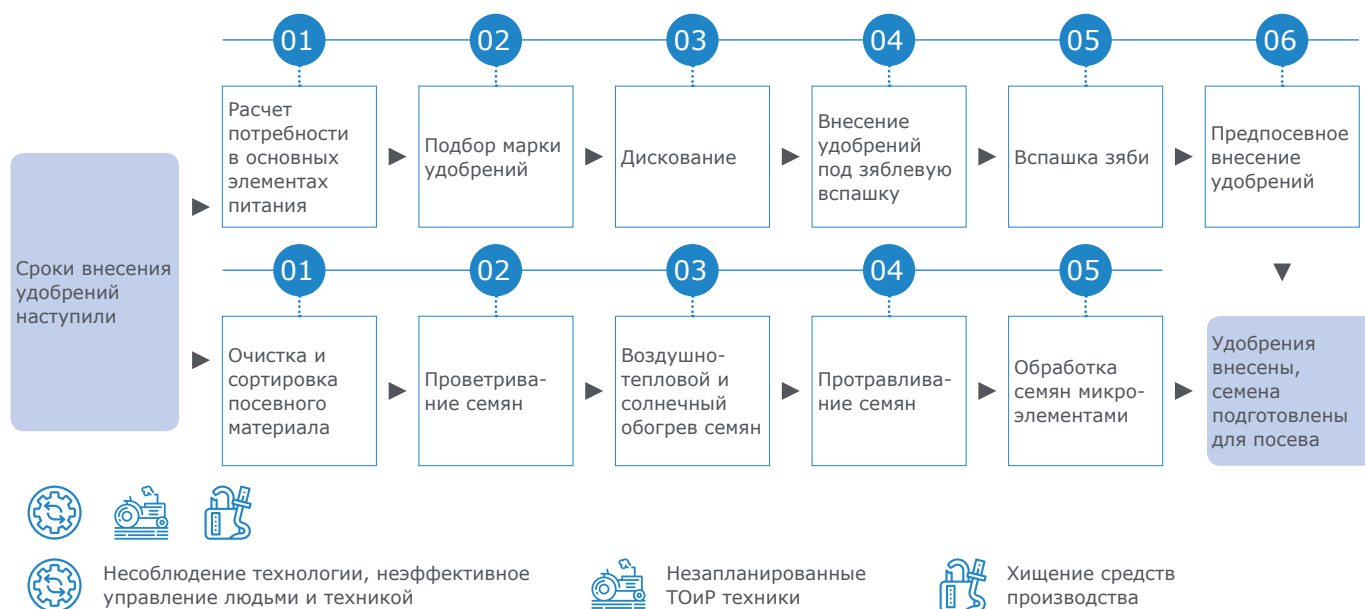 01
02
03
04
05
06
Расчет
потребности
в основных
элементах
питания
Подбор марки
удобрений
Дискование
Внесение
удобрений
под зяблевую
вспашку
Вспашка зяби
Предпосевное
внесение
удобрений
Сроки внесения
удобрений
наступили
01
02
03
04
05
Очистка и
сортировка
посевного
материала
Проветрива-
ние семян
Воздушно-
тепловой и
солнечный
обогрев семян
Протравлива-
ние семян
Обработка
семян микро-
элементами
Удобрения
внесены,
семена
подготовлены
для посева
Несоблюдение технологии, неэффективное
управление людьми и техникой
Незапланированные
ТОиР техники
Хищение средств
производства